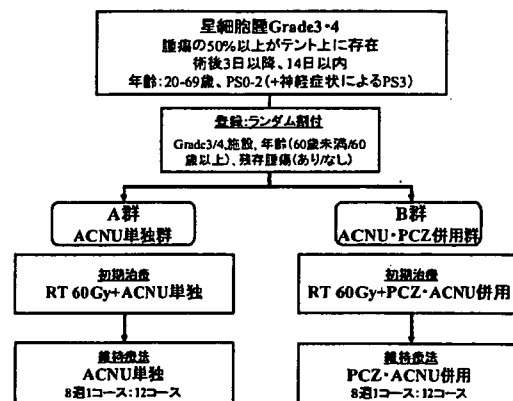 星細胞腫Grade3・4
腫瘍の50%以上がテント上に存在
術後3日以降、14日以内
年齢:20-69歳、PS0-2(+神経症状によるPS3)
登録:ランダム割付
Grade3/4,施設、年齢(60歳未満/60
歳以上)、残存腫瘍(あり/なし)
A群
ACNU単独群
B群
ACNU・PCZ併用群
初期治療
RT 60Gy+ACNU単独
初期治療
RT 60Gy+PCZ・ACNU併用
維持療法
ACNU単独
8週1コース:12コース
維持療法
PCZ・ACNU併用
8週1コース:12コース